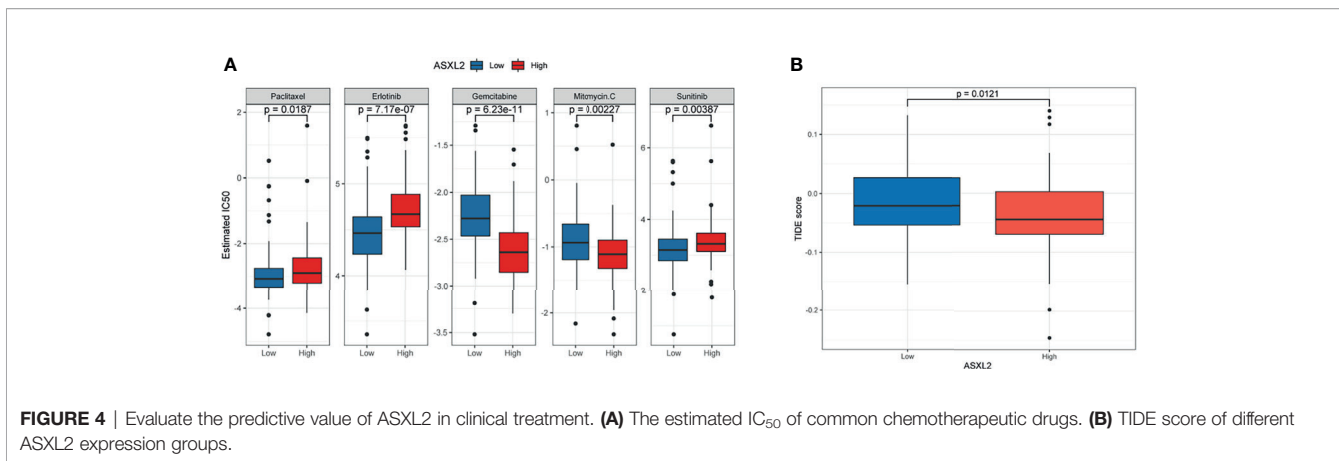 A
B
ASXL2 Low High
Paclitaxel Erlotinib Gemcitabine Mitomycin.C Sunitinib
p = 0.0187 p = 7.17e-07 p = 6.23e-11 p = 0.00227 p = 0.00387
Estimated IC50
2
0
-2
-4
5
4
-1.5
-2.0
-2.5
-3.0
-3.5
1
0
-1
-2
6
4
2
Low High Low High Low High Low High Low High
p = 0.0121
TIDE score
0.1
0.0
-0.1
-0.2
Low High
ASXL2
FIGURE 4 | Evaluate the predictive value of ASXL2 in clinical treatment. (A) The estimated IC50 of common chemotherapeutic drugs. (B) TIDE score of different
ASXL2 expression groups.